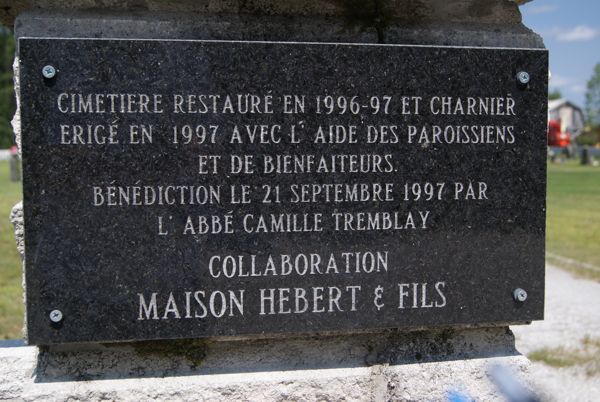 CIMETIERE RESTAURÉ EN 1996-97 ET CHARNIER
ERIGÉ EN 1997 AVEC L'AIDE DES PAROISSIENS
ET DE BIENFAITEURS.
BÉNÉDICTION LE 21 SEPTEMBRE 1997 PAR
L'ABBÉ CAMILLE TREMBLAY
COLLABORATION
MAISON HEBERT & FILS